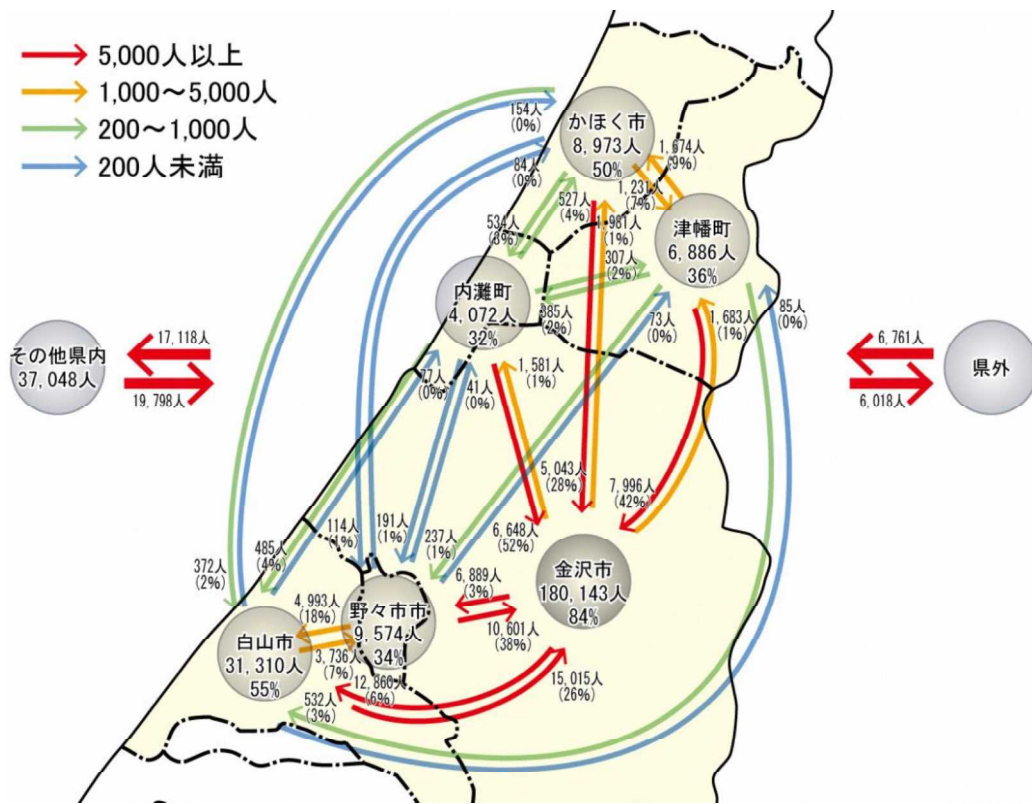 5,000人以上
1,000～5,000人
200～1,000人
200人未満
154人
(0%)
かほく市
8,973人
50%
1,674人
(9%)
84人
(0%)
1,231人
(7%)
527人
(4%)
津幡町
6,886人
36%
534人
(3%)
1,981人
(1%)
307人
(2%)
内灘町
4,072人
32%
385人
(2%)
73人
(0%)
1,683人
(1%)
85人
(0%)
その他県内
37,048人
17,118人
19,798人
6,761人
6,018人
県外
77人
(0%)
41人
(0%)
1,581人
(1%)
5,043人
(28%)
7,996人
(42%)
114人
(1%)
191人
(1%)
237人
(1%)
6,648人
(52%)
372人
(2%)
485人
(4%)
6,889人
(3%)
金沢市
180,143人
84%
4,993人
(18%)
野々市市
9,574人
34%
10,601人
(38%)
白山市
31,310人
55%
3,736人
(7%)
12,860人
(6%)
15,015人
(26%)
532人
(3%)